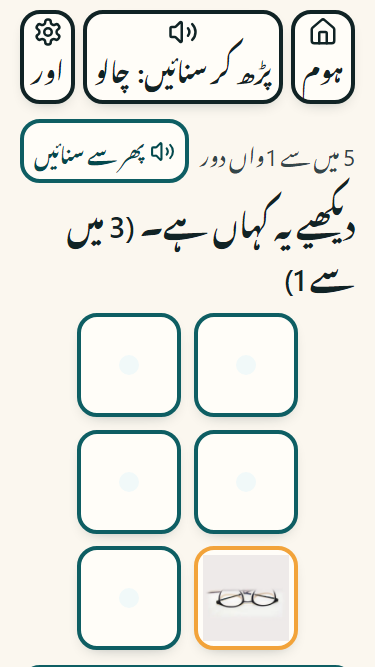 ہوم
پڑھ کر سنائیں: چالو
اور
5 میں سے 1واں دور
پھر سے سنائیں
دیکھیے یہ کہاں ہے۔ (3 میں
سے 1)